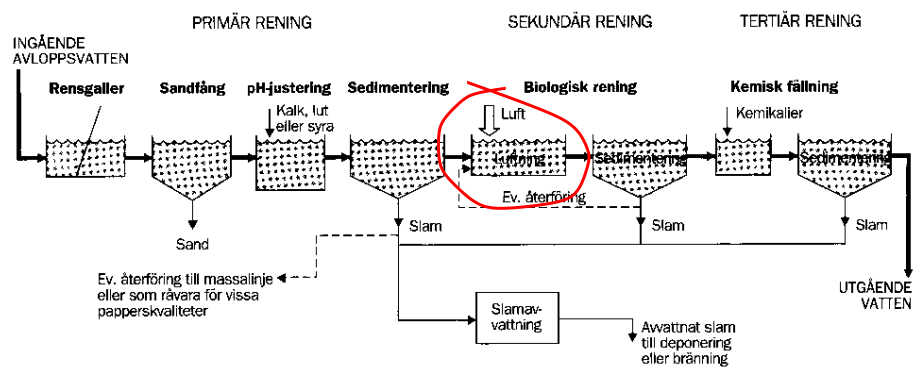 PRIMÄR RENING
SEKUNDÄR RENING
TERTIÄR RENING
INGÅENDE
AVLOPPSVATTEN
Rensgaller
Sandfång
pH-justering
Sedimentering
Biologisk rening
Kemisk fällning
Kalk, lut
eller syra
Luft
Kemikalier
Luftning
Sedimentering
Sedimentering
Ev. återföring
Sand
Slam
Slam
Slam
Ev. återföring till massalinje
eller som råvara för vissa
papperskvaliteter
UTGÅENDE
VATTEN
Slamav-
vattning
Avvattnat slam
till deponering
eller bränning